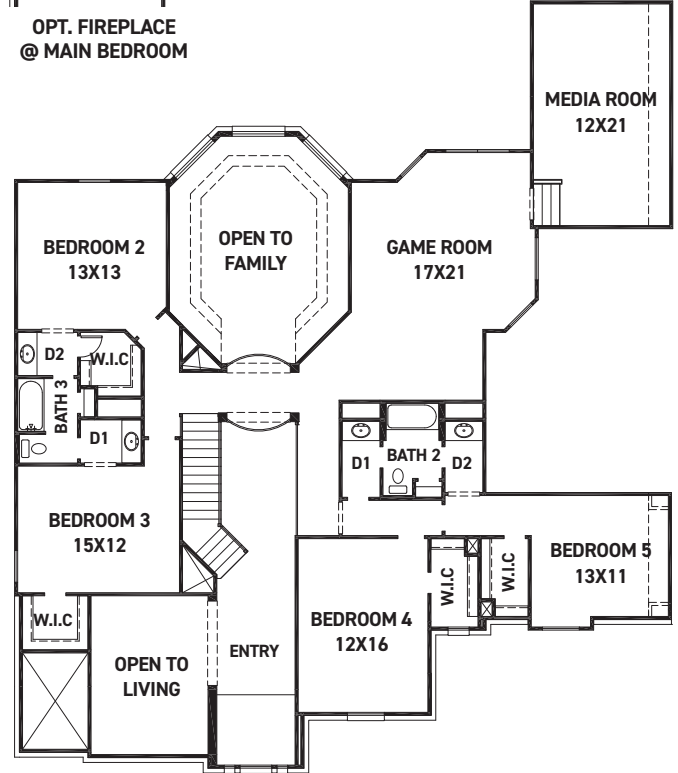 OPT. FIREPLACE
@ MAIN BEDROOM
MEDIA ROOM
12X21
BEDROOM 2
13X13
OPEN TO
FAMILY
GAME ROOM
17X21
D2
W.I.C
BATH 3
D1
D1
BATH 2
D2
BEDROOM 3
15X12
W.I.C
W.I.C
BEDROOM 5
13X11
W.I.C
BEDROOM 4
12X16
ENTRY
OPEN TO
LIVING